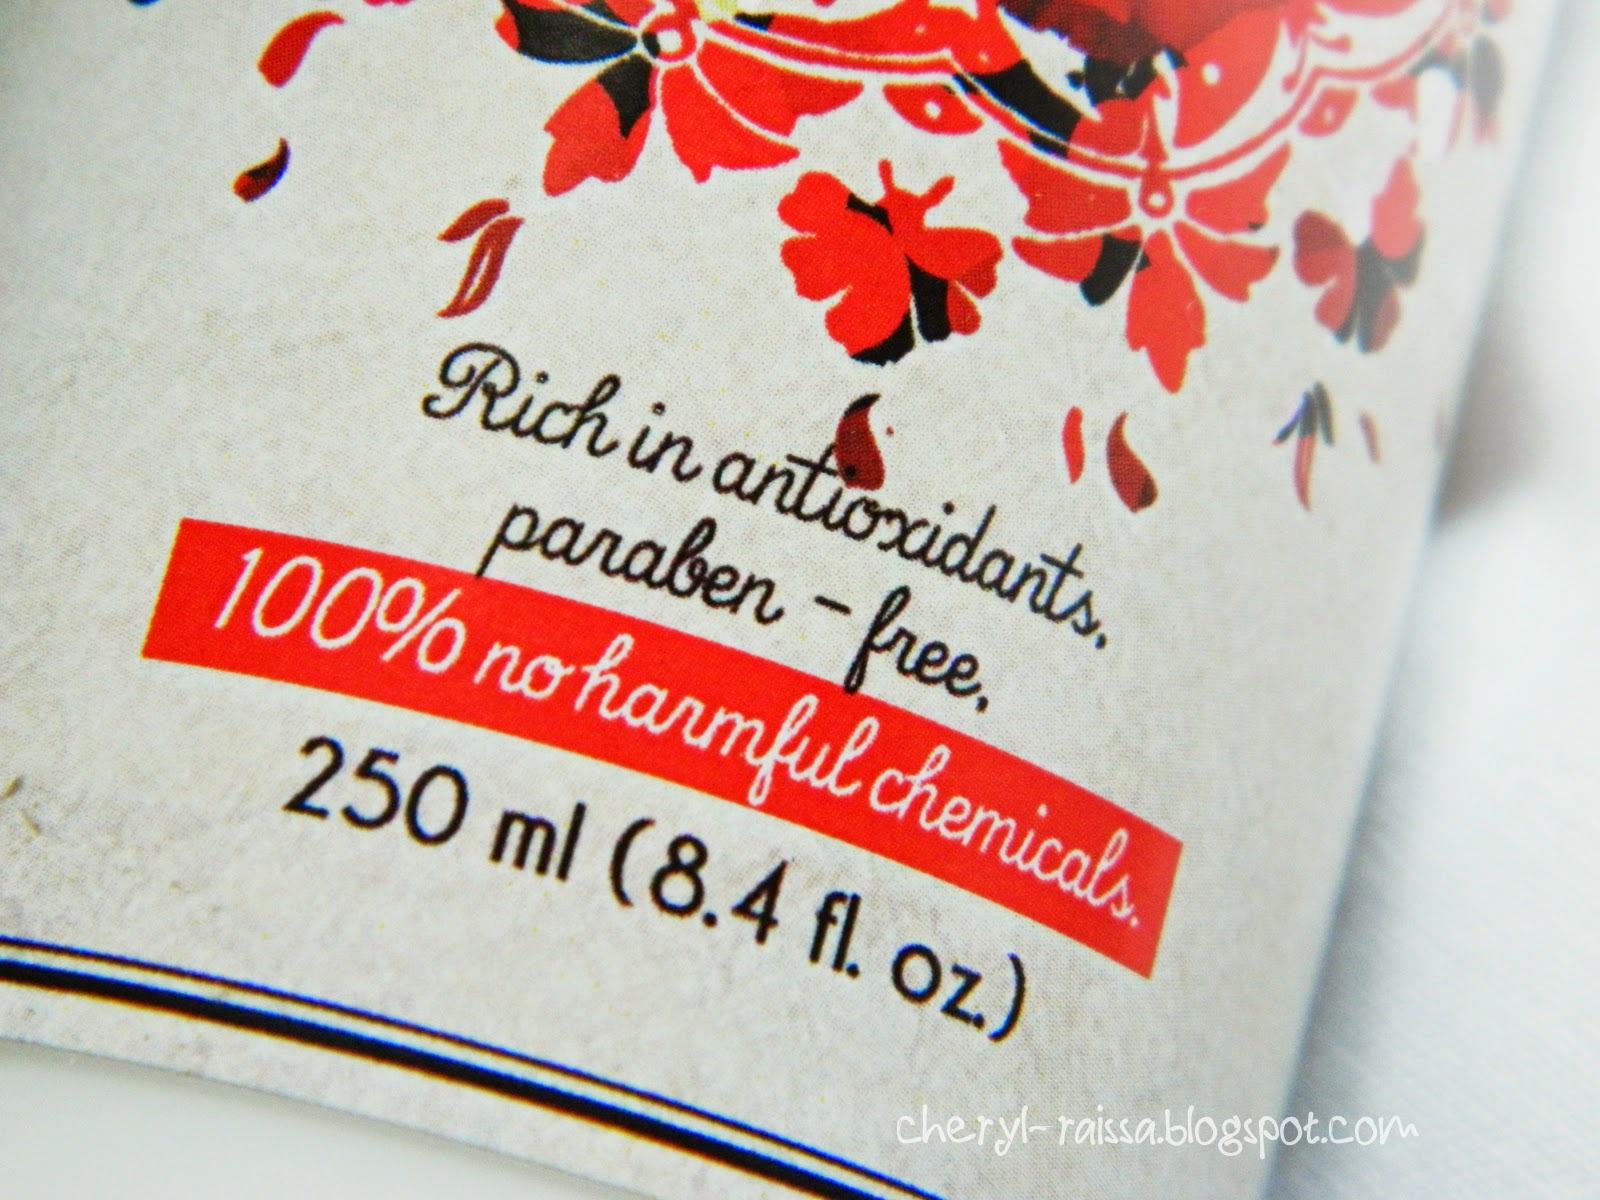 Rich in antioxidants.
paraben - free.
100% no harmful chemicals.
250 ml (8.4 fl. oz.)
cheryl-raissa.blogspot.com